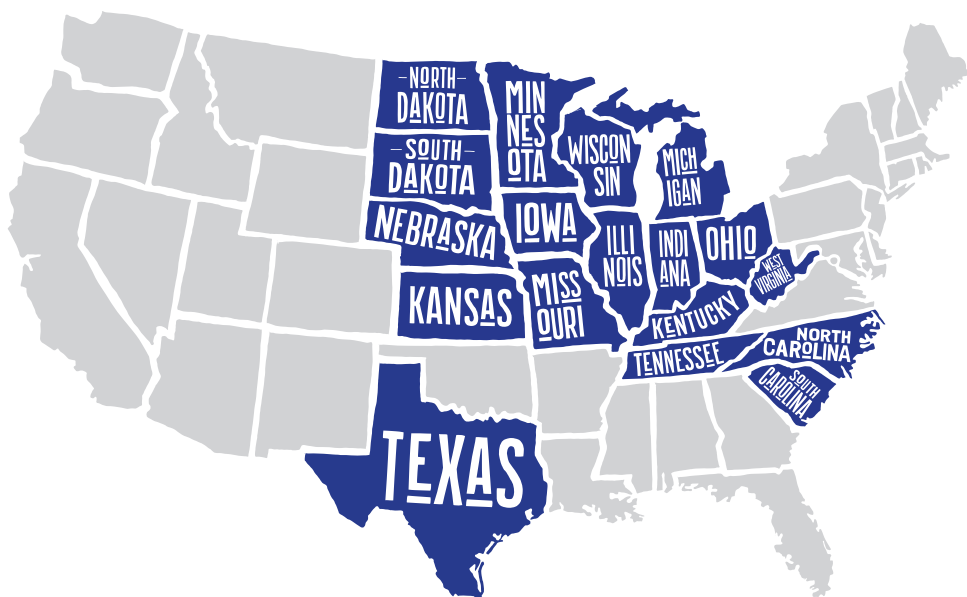 NORTH
DAKOTA
MIN
NES
OTA
SOUTH
DAKOTA
WISCON
SIN
MICH
IGAN
NEBRASKA
IOWA
ILLI
NOIS
INDI
ANA
OHIO
WEST
VIRGINIA
KANSAS
MISS
OURI
KENTUCKY
NORTH
CAROLINA
TENNESSEE
SOUTH
CAROLINA
TEXAS